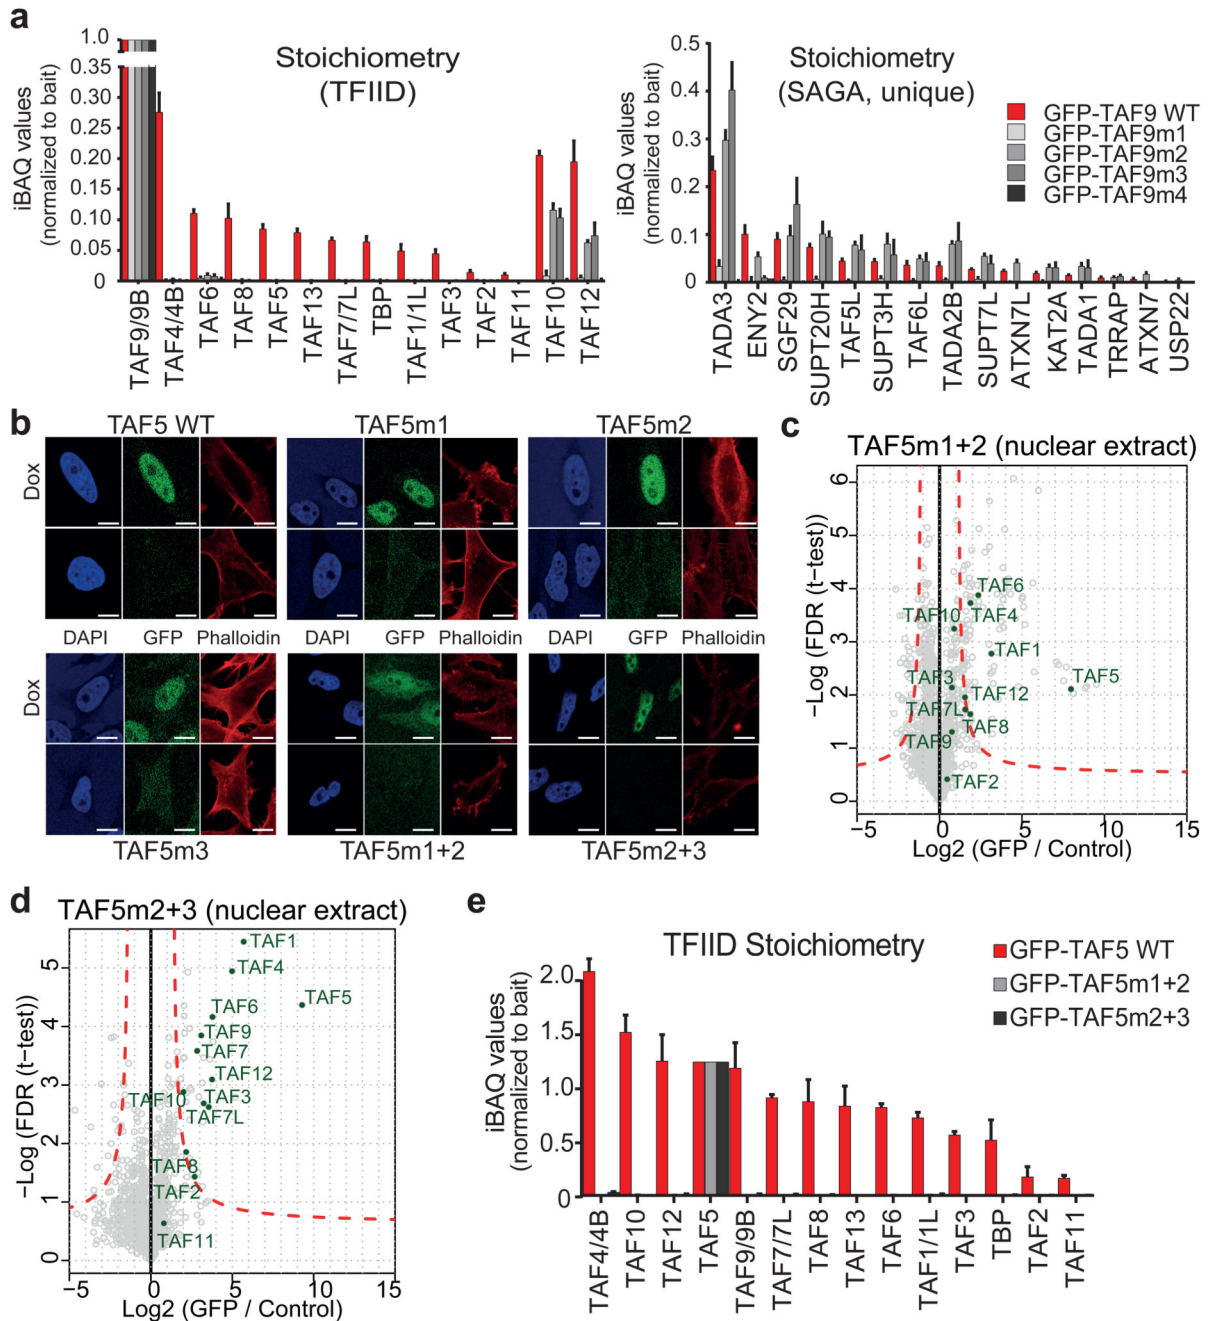 a
Stoichiometry
(TFIID)
iBAQ values
(normalized to bait)
1.0
0.35
0.30
0.25
0.20
0.15
0.10
0.05
0
TAF9/9B
TAF4/4B
TAF6
TAF8
TAF5
TAF13
TAF7/7L
TBP
TAF1/1L
TAF3
TAF2
TAF11
TAF10
TAF12
Stoichiometry
(SAGA, unique)
iBAQ values
(normalized to bait)
0.5
0.4
0.3
0.2
0.1
0
GFP-TAF9 WT
GFP-TAF9m1
GFP-TAF9m2
GFP-TAF9m3
GFP-TAF9m4
TADA3
ENY2
SGF29
SUPT20H
TAF5L
SUPT3H
TAF6L
TADA2B
SUPT7L
ATXN7L
KAT2A
TADA1
TRRAP
ATXN7
USP22
b
TAF5 WT
TAF5m1
TAF5m2
Dox
DAPI
GFP
Phalloidin
DAPI
GFP
Phalloidin
DAPI
GFP
Phalloidin
Dox
TAF5m3
TAF5m1+2
TAF5m2+3
c
TAF5m1+2 (nuclear extract)
−Log (FDR (t−test))
6
5
4
3
2
1
0
TAF6
TAF10
TAF4
TAF1
TAF3
TAF5
TAF12
TAF7L
TAF8
TAF9
TAF2
−5
0
5
10
15
Log2 (GFP / Control)
d
TAF5m2+3 (nuclear extract)
−Log (FDR (t−test))
5
4
3
2
1
0
TAF1
TAF4
TAF5
TAF6
TAF9
TAF7
TAF12
TAF10
TAF3
TAF7L
TAF8
TAF2
TAF11
−5
0
5
10
15
Log2 (GFP / Control)
e
TFIID Stoichiometry
GFP-TAF5 WT
GFP-TAF5m1+2
GFP-TAF5m2+3
iBAQ values
(normalized to bait)
2.0
1.5
1.0
0.5
0
TAF4/4B
TAF10
TAF12
TAF5
TAF9/9B
TAF7/7L
TAF8
TAF13
TAF6
TAF1/1L
TAF3
TBP
TAF2
TAF11